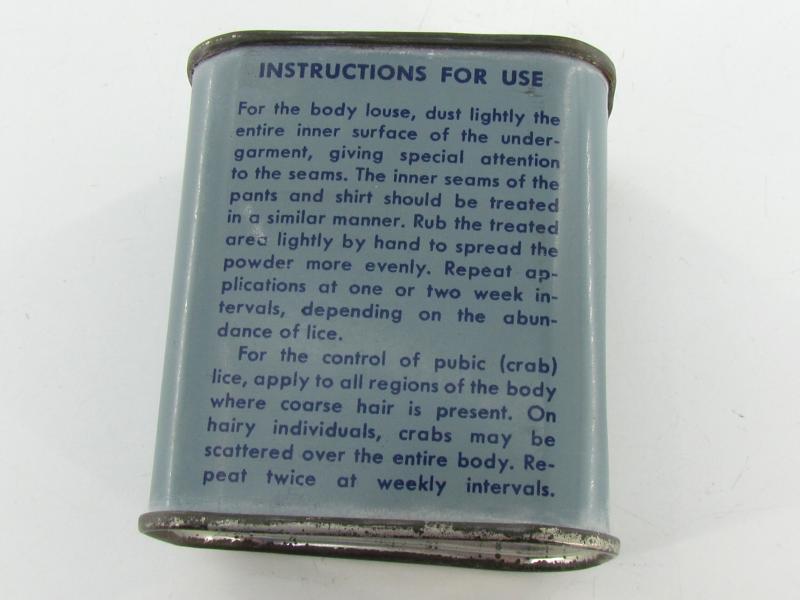 INSTRUCTIONS FOR USE
For the body louse, dust lightly the
entire inner surface of the under-
garment, giving special attention
to the seams. The inner seams of the
pants and shirt should be treated
in a similar manner. Rub the treated
area lightly by hand to spread the
powder more evenly. Repeat ap-
plications at one or two week in-
tervals, depending on the abun-
dance of lice.
For the control of pubic (crab)
lice, apply to all regions of the body
where coarse hair is present. On
hairy individuals, crabs may be
scattered over the entire body. Re-
peat twice at weekly intervals.